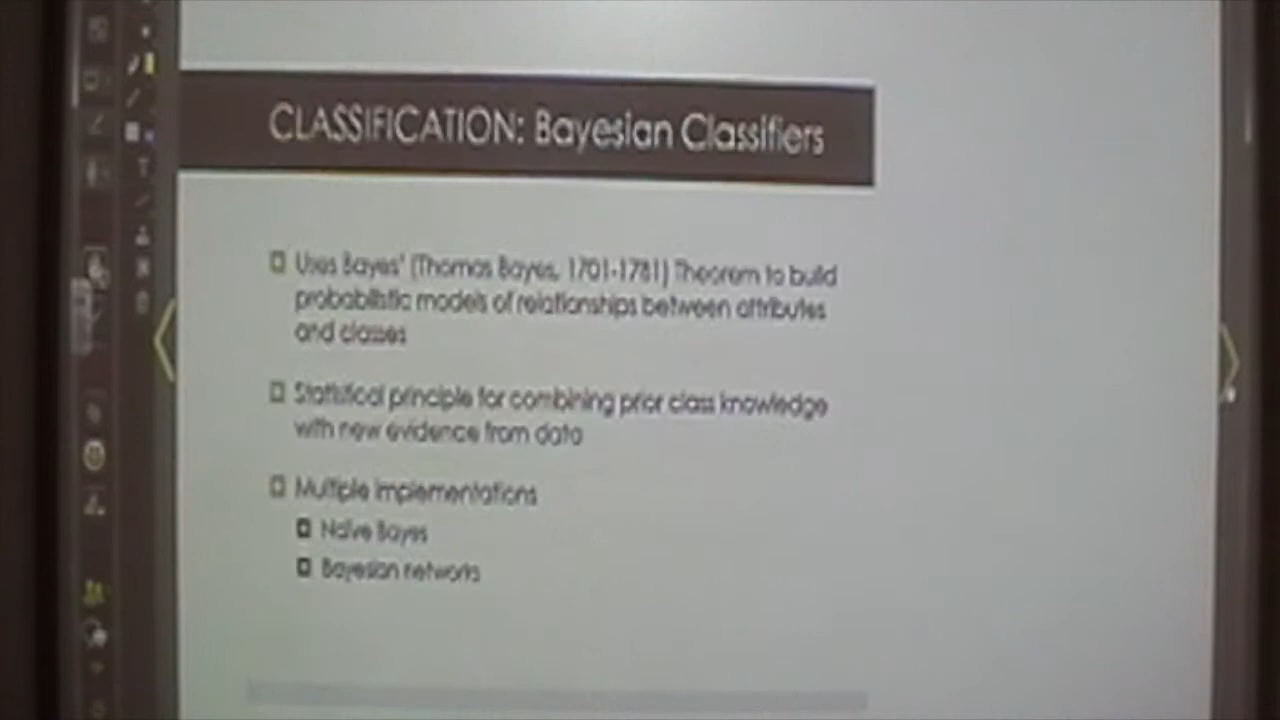 CLASSIFICATION: Bayesian Classifiers
Uses Bayes' (Thomas Bayes, 1701-1781) Theorem to build
probabilistic models of relationships between attributes
and classes
Statistical principle for combining prior class knowledge
with new evidence from data
Multiple implementations
Naïve Bayes
Bayesian networks